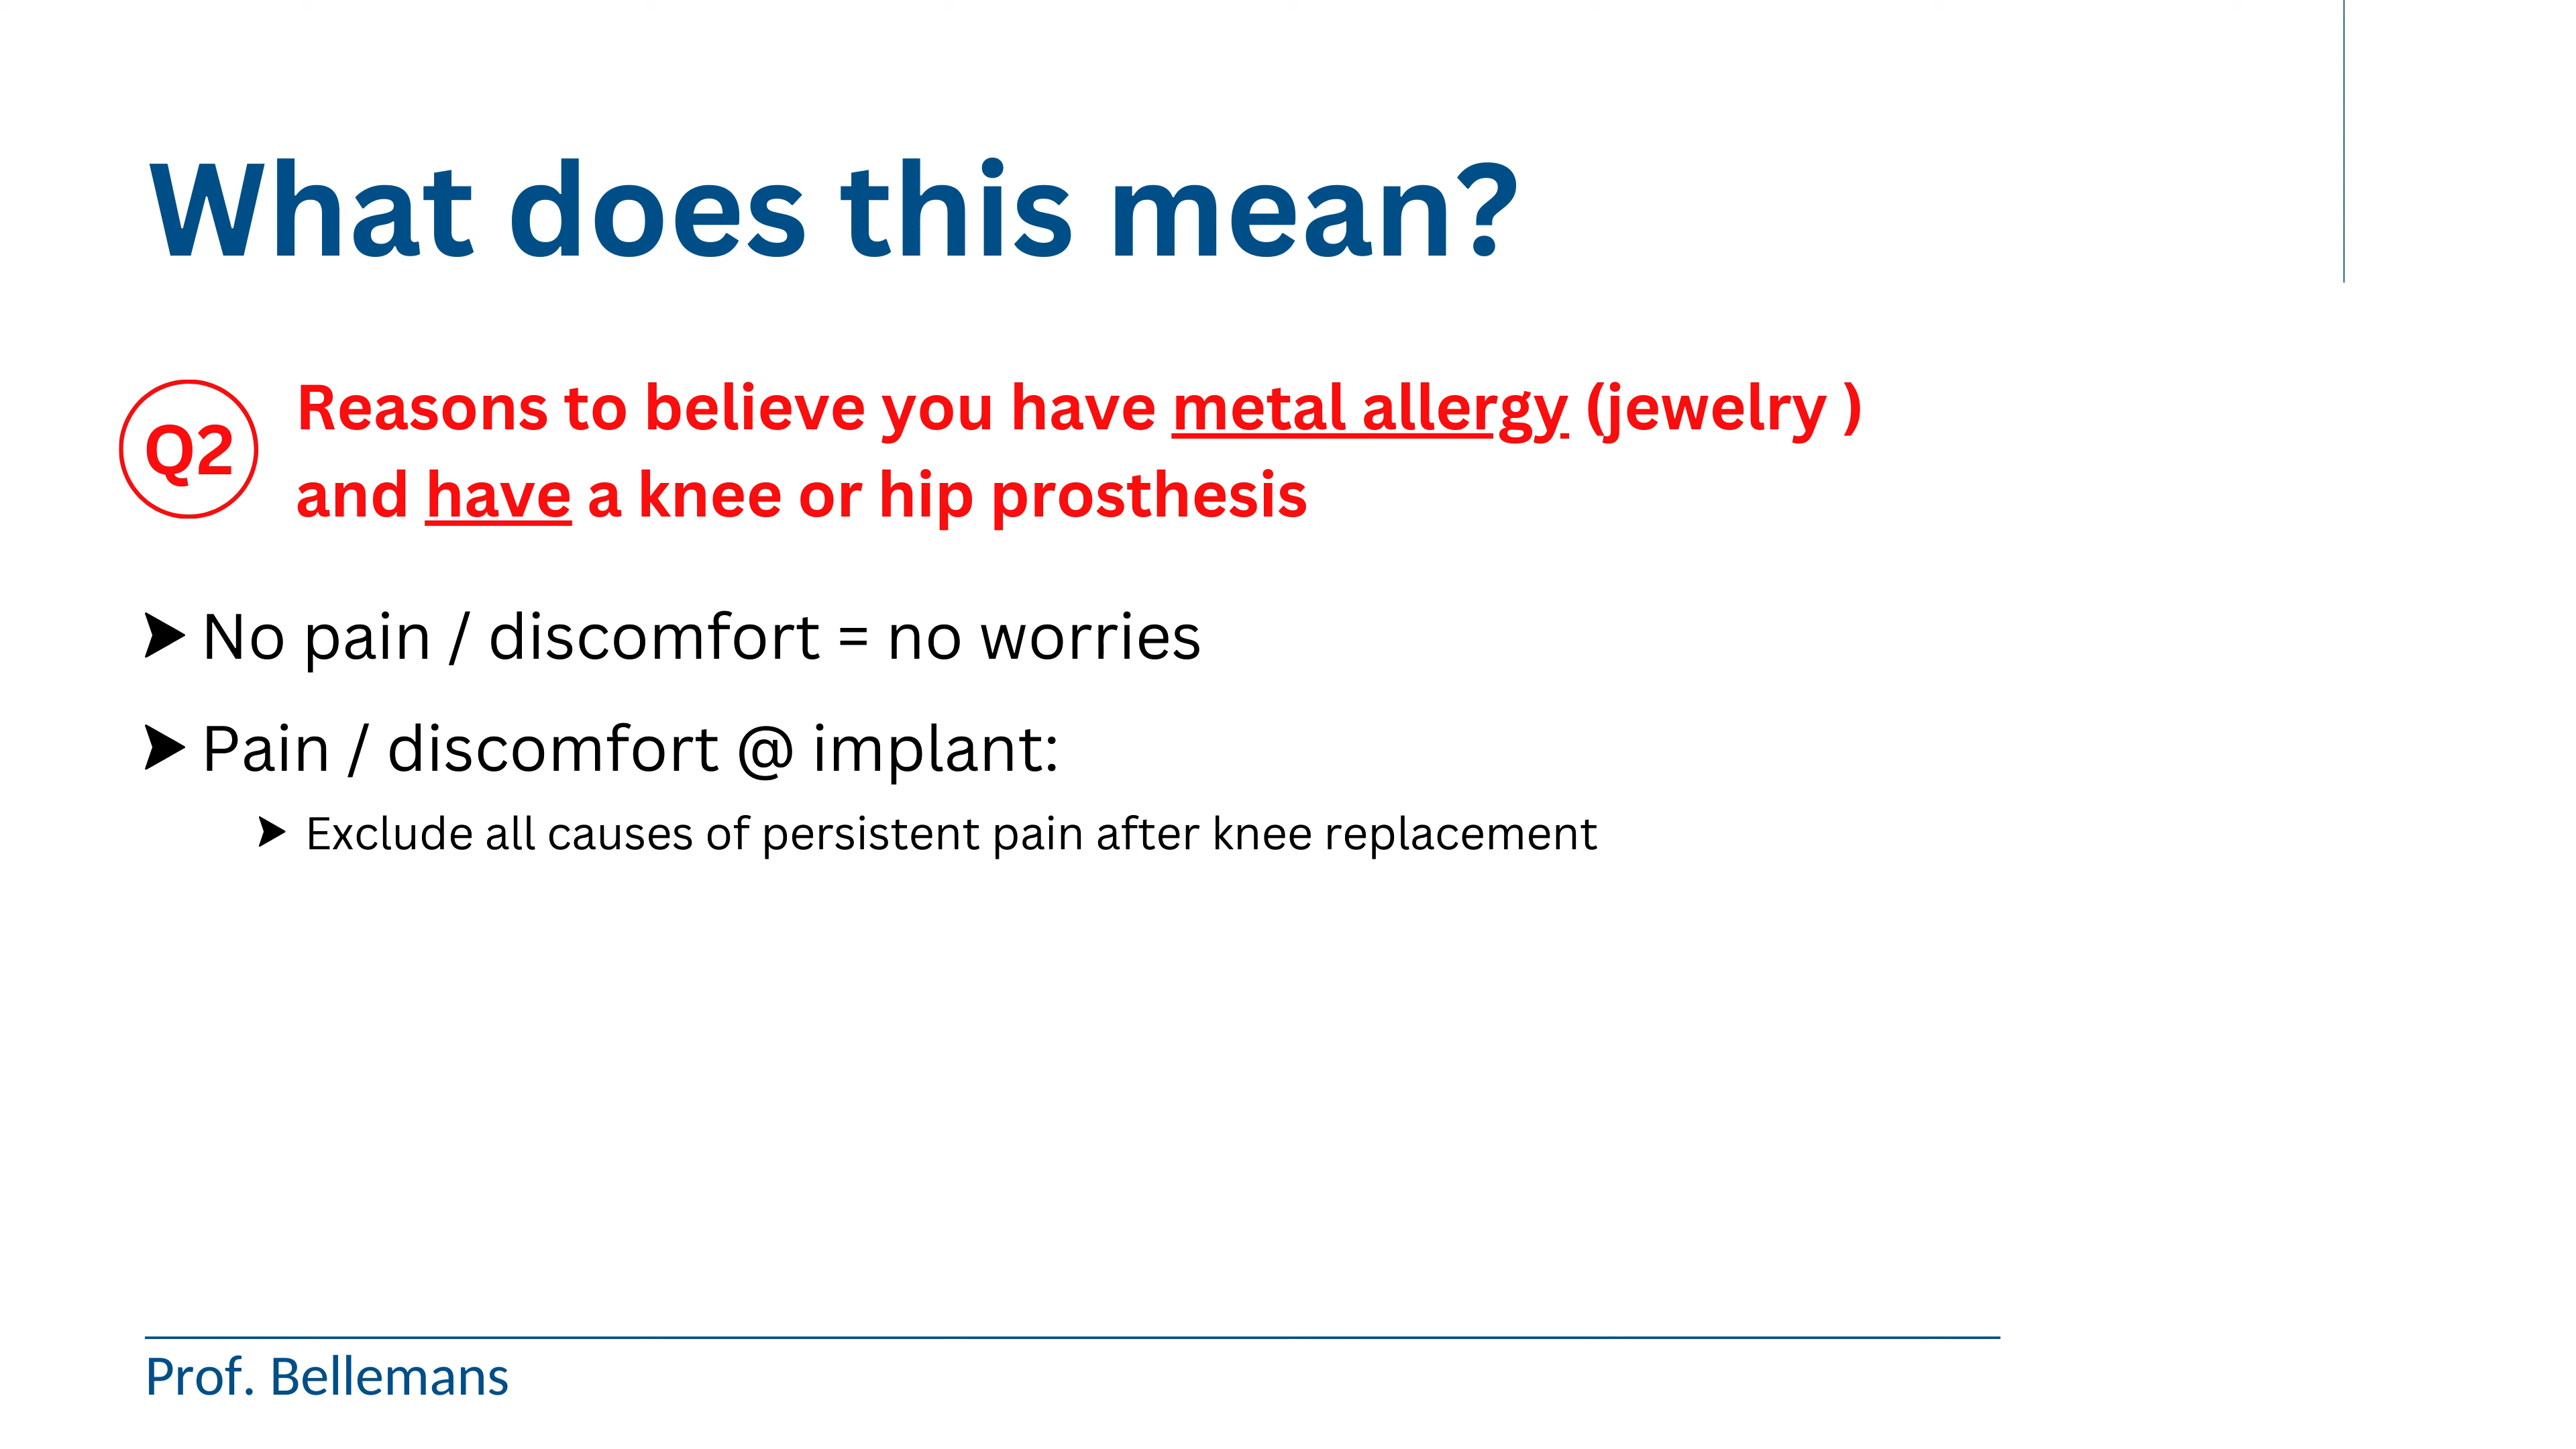 What does this mean?
Q2
Reasons to believe you have metal allergy (jewelry )
and have a knee or hip prosthesis
➤ No pain / discomfort = no worries
➤ Pain / discomfort @ implant:
➤ Exclude all causes of persistent pain after knee replacement
Prof. Bellemans